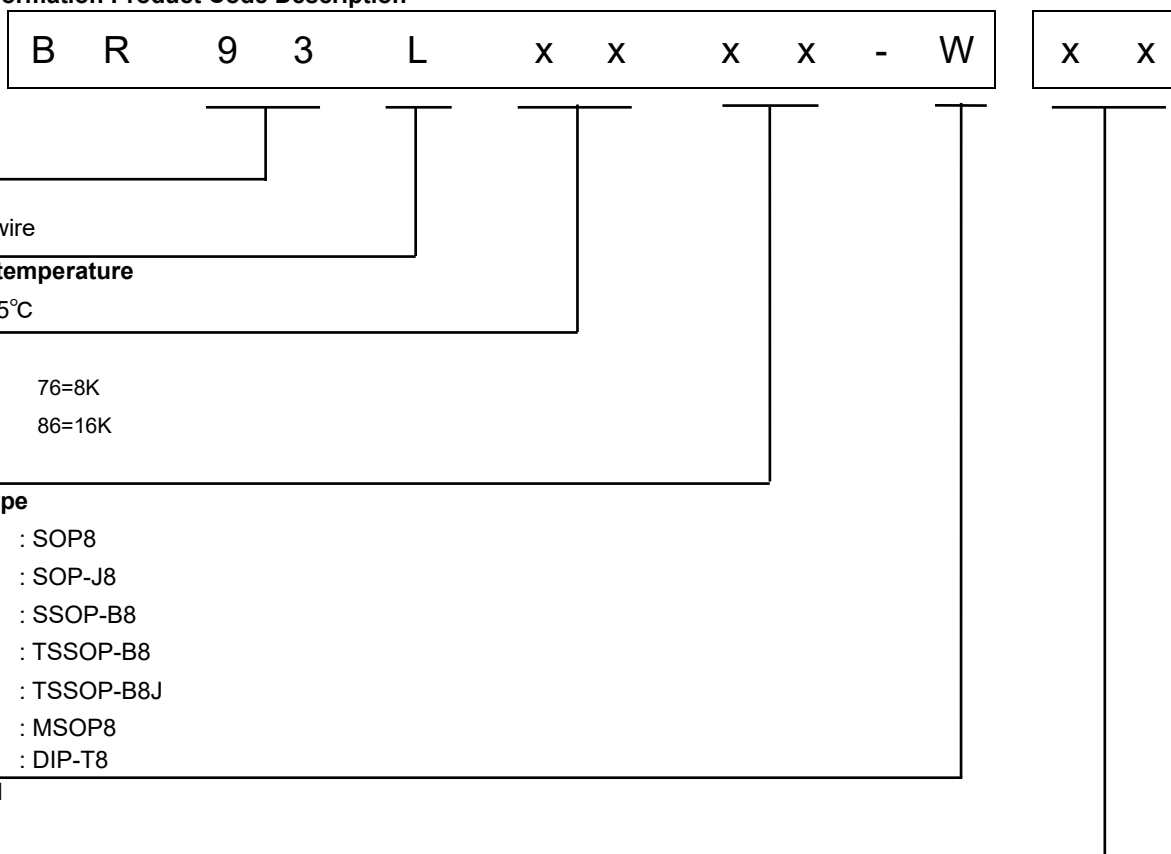 Product Code Description
B R 9 3 L x x x x - W x x
wire
temperature
5℃
76=8K
86=16K
pe
: SOP8
: SOP-J8
: SSOP-B8
: TSSOP-B8
: TSSOP-B8J
: MSOP8
: DIP-T8